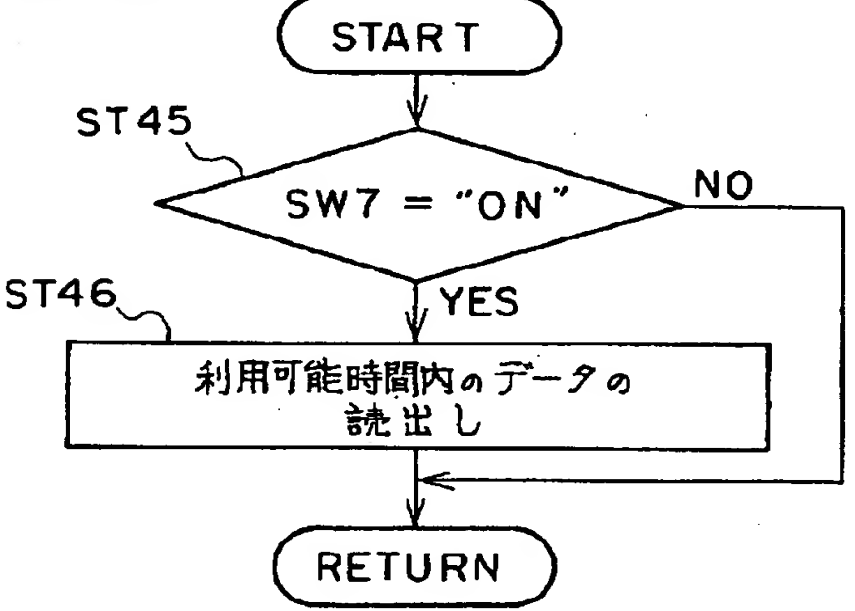 START
ST45
SW7 = "ON"
NO
YES
ST46
利用可能時間内のデータの
読出し
RETURN